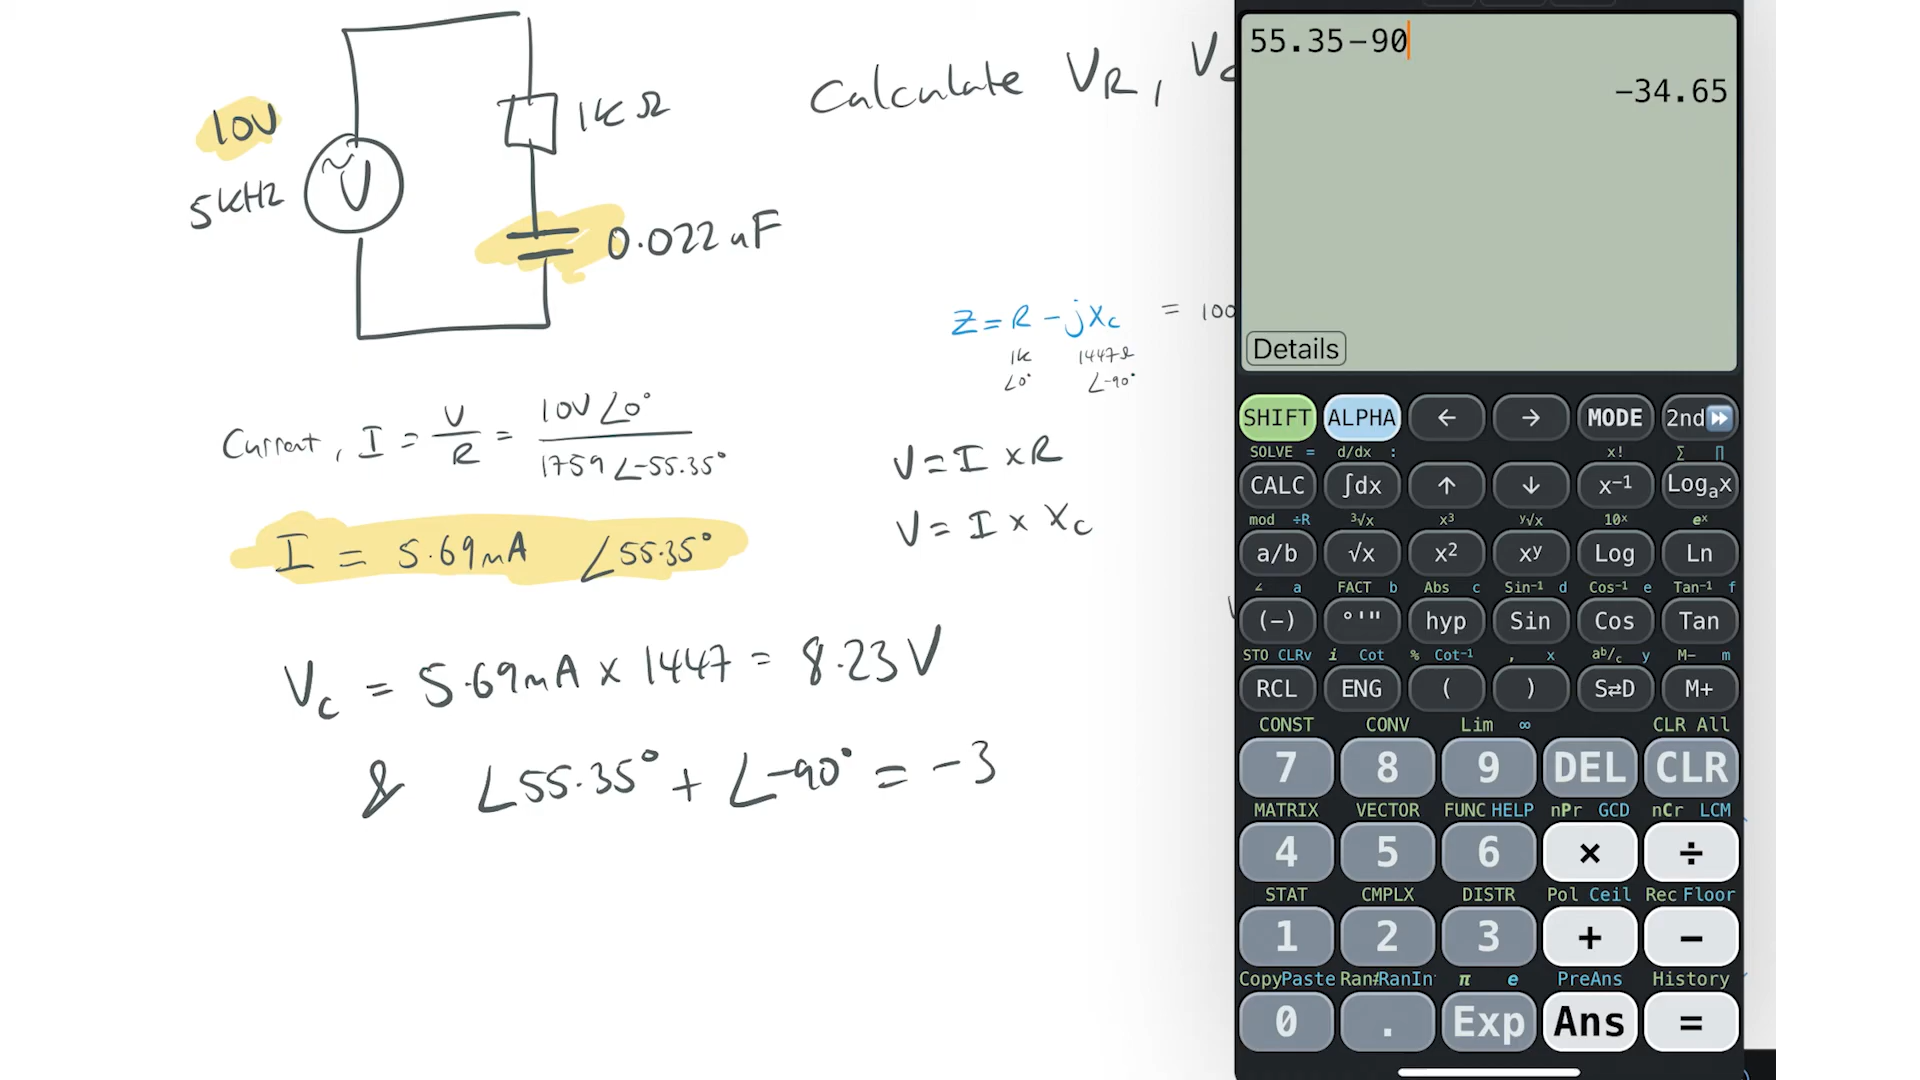 10V
5KHz
V
1K Ω
0.022uF
Calculate VR, Vc
Z = R - jXc = 100
1k 1447Ω
∠0° ∠-90°
Current, I = V/R = 10V ∠0° / 1759 ∠-55.35°
V = I × R
V = I × Xc
I = 5.69mA ∠55.35°
Vc = 5.69mA × 1447 = 8.23V
& ∠55.35° + ∠-90° = -3
55.35-90
-34.65
Details
SHIFT ALPHA ← → MODE 2nd
SOLVE = d/dx : x! ∑ ∏
CALC ∫dx ↑ ↓ x⁻¹ Logax
mod ÷R ³√x x³ ʸ√x 10ˣ eˣ
a/b √x x² xʸ Log Ln
∠ a FACT b Abs c Sin⁻¹ d Cos⁻¹ e Tan⁻¹ f
(−) °'" hyp Sin Cos Tan
STO CLRv i Cot % Cot⁻¹ , x aᵇ/c y M− m
RCL ENG ( ) S⇄D M+
CONST CONV Lim ∞ CLR All
7 8 9 DEL CLR
MATRIX VECTOR FUNC HELP nPr GCD nCr LCM
4 5 6 × ÷
STAT CMPLX DISTR Pol Ceil Rec Floor
1 2 3 + −
CopyPaste Ran#RanIn π e PreAns History
0 . Exp Ans =